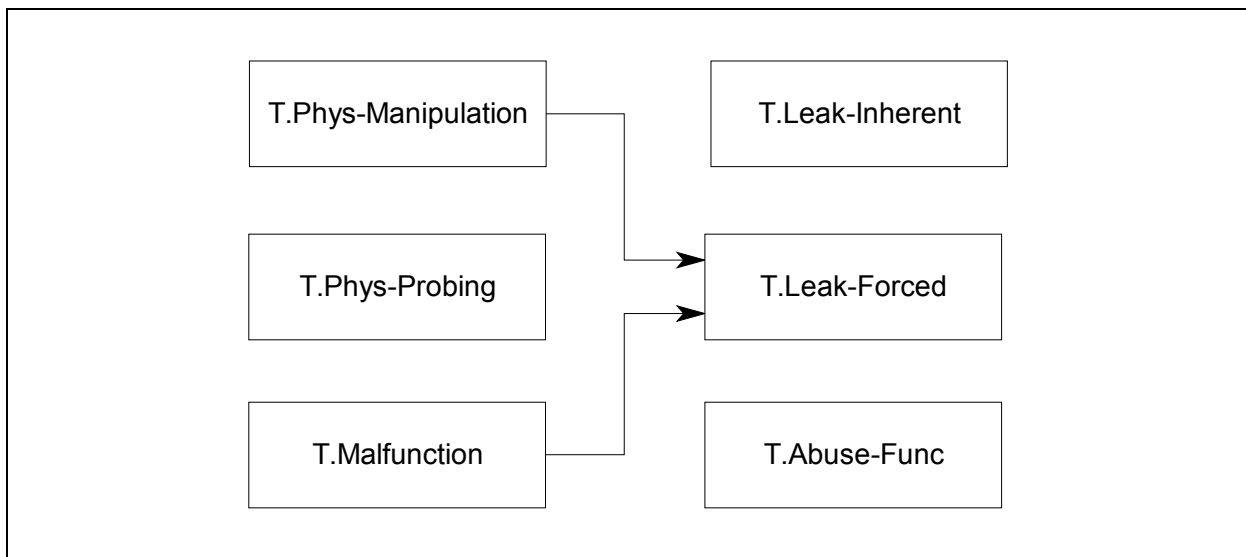 T.Phys-Manipulation
T.Leak-Inherent
T.Phys-Probing
T.Leak-Forced
T.Malfunction
T.Abuse-Func